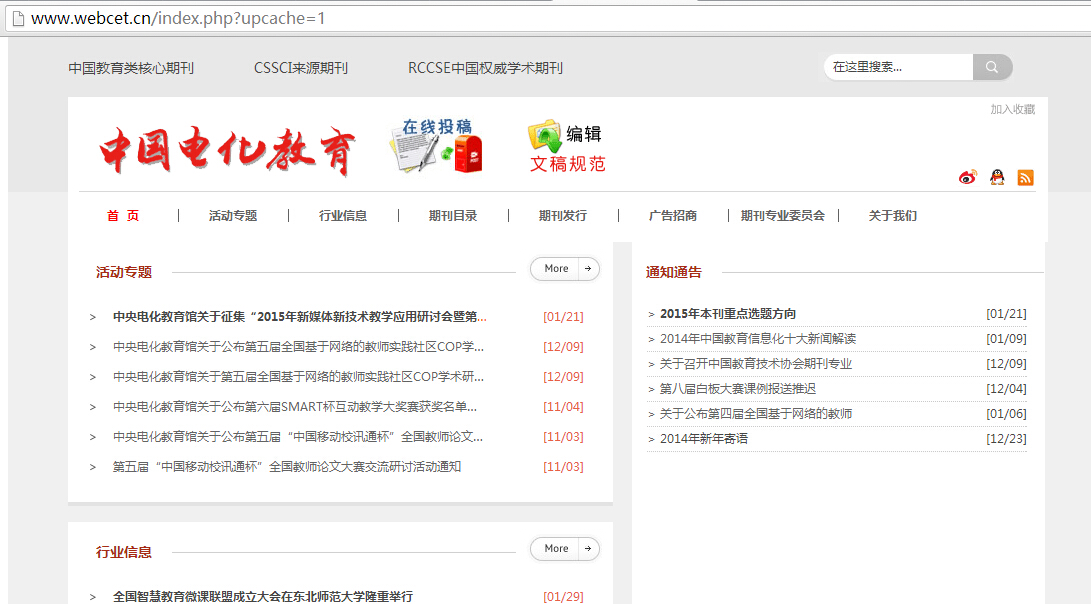 www.webcet.cn/index.php?upcache=1
中国教育类核心期刊 CSSCI来源期刊 RCCSE中国权威学术期刊 在这里搜索...
加入收藏
中国电化教育 在线投稿 编辑
文稿规范
首 页 | 活动专题 | 行业信息 | 期刊目录 | 期刊发行 | 广告招商 | 期刊专业委员会 | 关于我们
活动专题 More →
> 中央电化教育馆关于征集“2015年新媒体新技术教学应用研讨会暨第... [01/21]
> 中央电化教育馆关于公布第五届全国基于网络的教师实践社区COP学... [12/09]
> 中央电化教育馆关于第五届全国基于网络的教师实践社区COP学术研... [12/09]
> 中央电化教育馆关于公布第六届SMART杯互动教学大奖赛获奖名单... [11/04]
> 中央电化教育馆关于公布第五届“中国移动校讯通杯”全国教师论文... [11/03]
> 第五届“中国移动校讯通杯”全国教师论文大赛交流研讨活动通知 [11/03]
行业信息 More →
> 全国智慧教育微课联盟成立大会在东北师范大学隆重举行 [01/29]
通知通告
> 2015年本刊重点选题方向 [01/21]
> 2014年中国教育信息化十大新闻解读 [01/09]
> 关于召开中国教育技术协会期刊专业 [12/09]
> 第八届白板大赛课例报送推迟 [12/04]
> 关于公布第四届全国基于网络的教师 [01/06]
> 2014年新年寄语 [12/23]